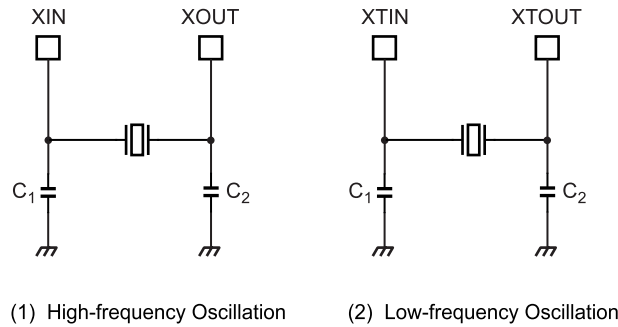 XIN XOUT XTIN XTOUT
C1 C2 C1 C2
(1) High-frequency Oscillation (2) Low-frequency Oscillation